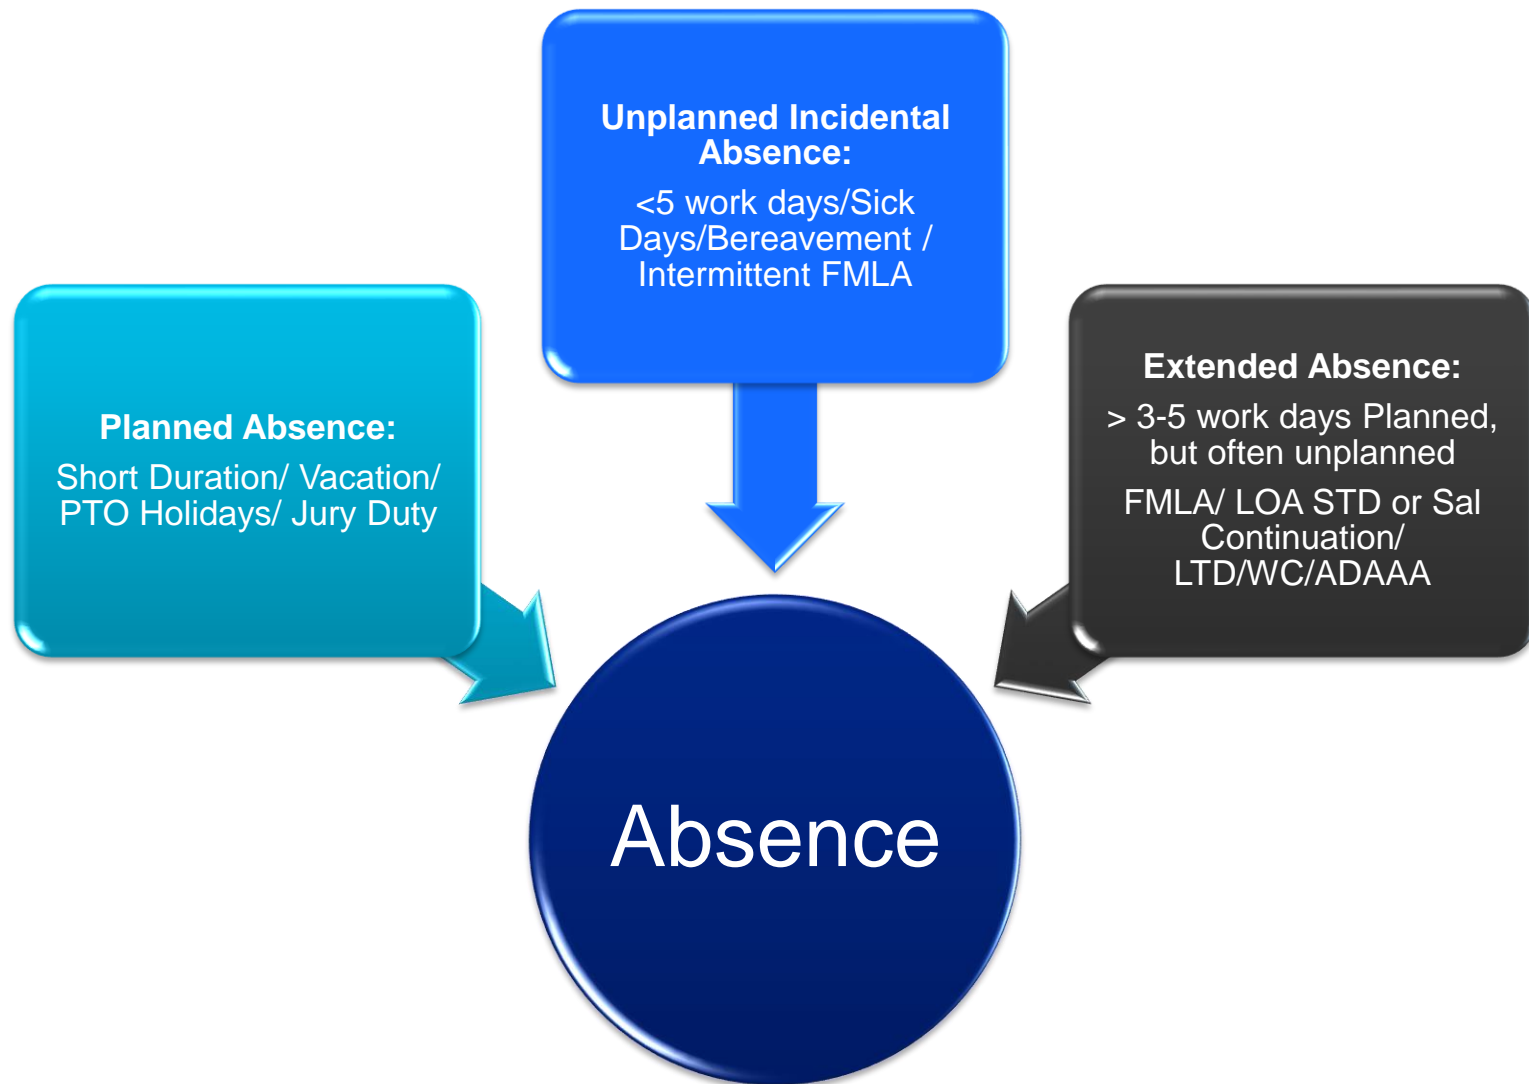 Unplanned Incidental
Absence:
<5 work days/Sick
Days/Bereavement /
Intermittent FMLA
Planned Absence:
Short Duration/ Vacation/
PTO Holidays/ Jury Duty
Extended Absence:
> 3-5 work days Planned,
but often unplanned
FMLA/ LOA STD or Sal
Continuation/
LTD/WC/ADAAA
Absence